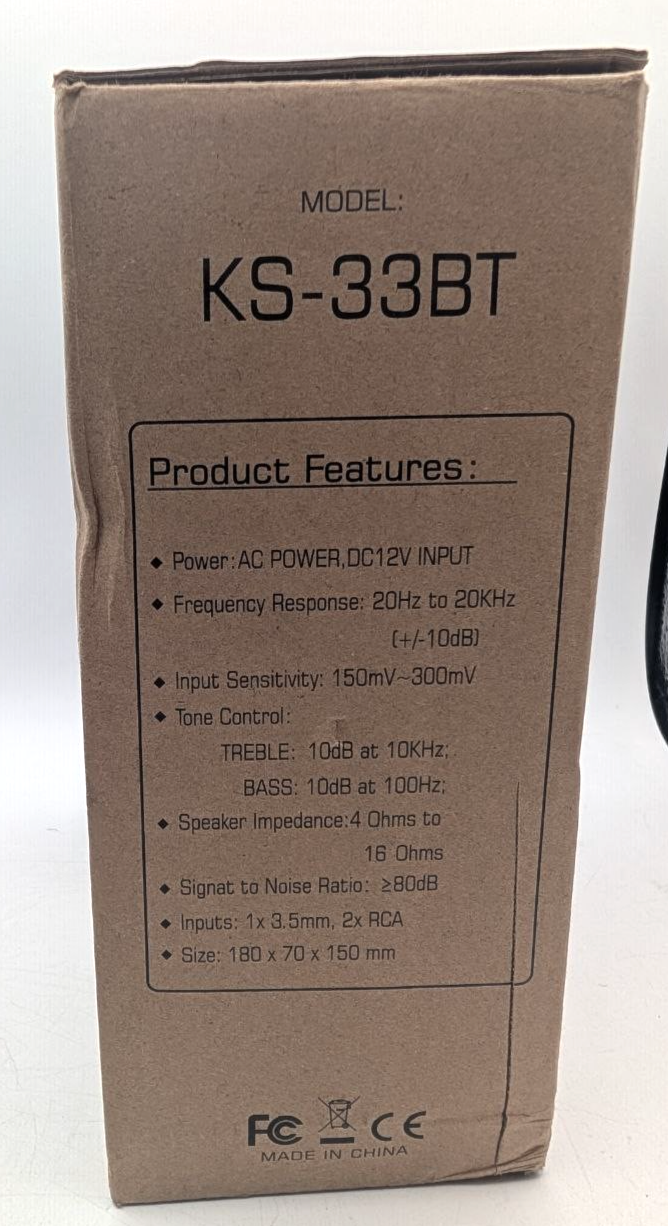 MODEL:
KS-33BT
Product Features:
◆ Power:AC POWER,DC12V INPUT
◆ Frequency Response: 20Hz to 20KHz
(+/-10dB)
◆ Input Sensitivity: 150mV~300mV
◆ Tone Control:
TREBLE: 10dB at 10KHz;
BASS: 10dB at 100Hz;
◆ Speaker Impedance:4 Ohms to
16 Ohms
◆ Signat to Noise Ratio: ≥80dB
◆ Inputs: 1x 3.5mm, 2x RCA
◆ Size: 180 x 70 x 150 mm
FC CE
MADE IN CHINA